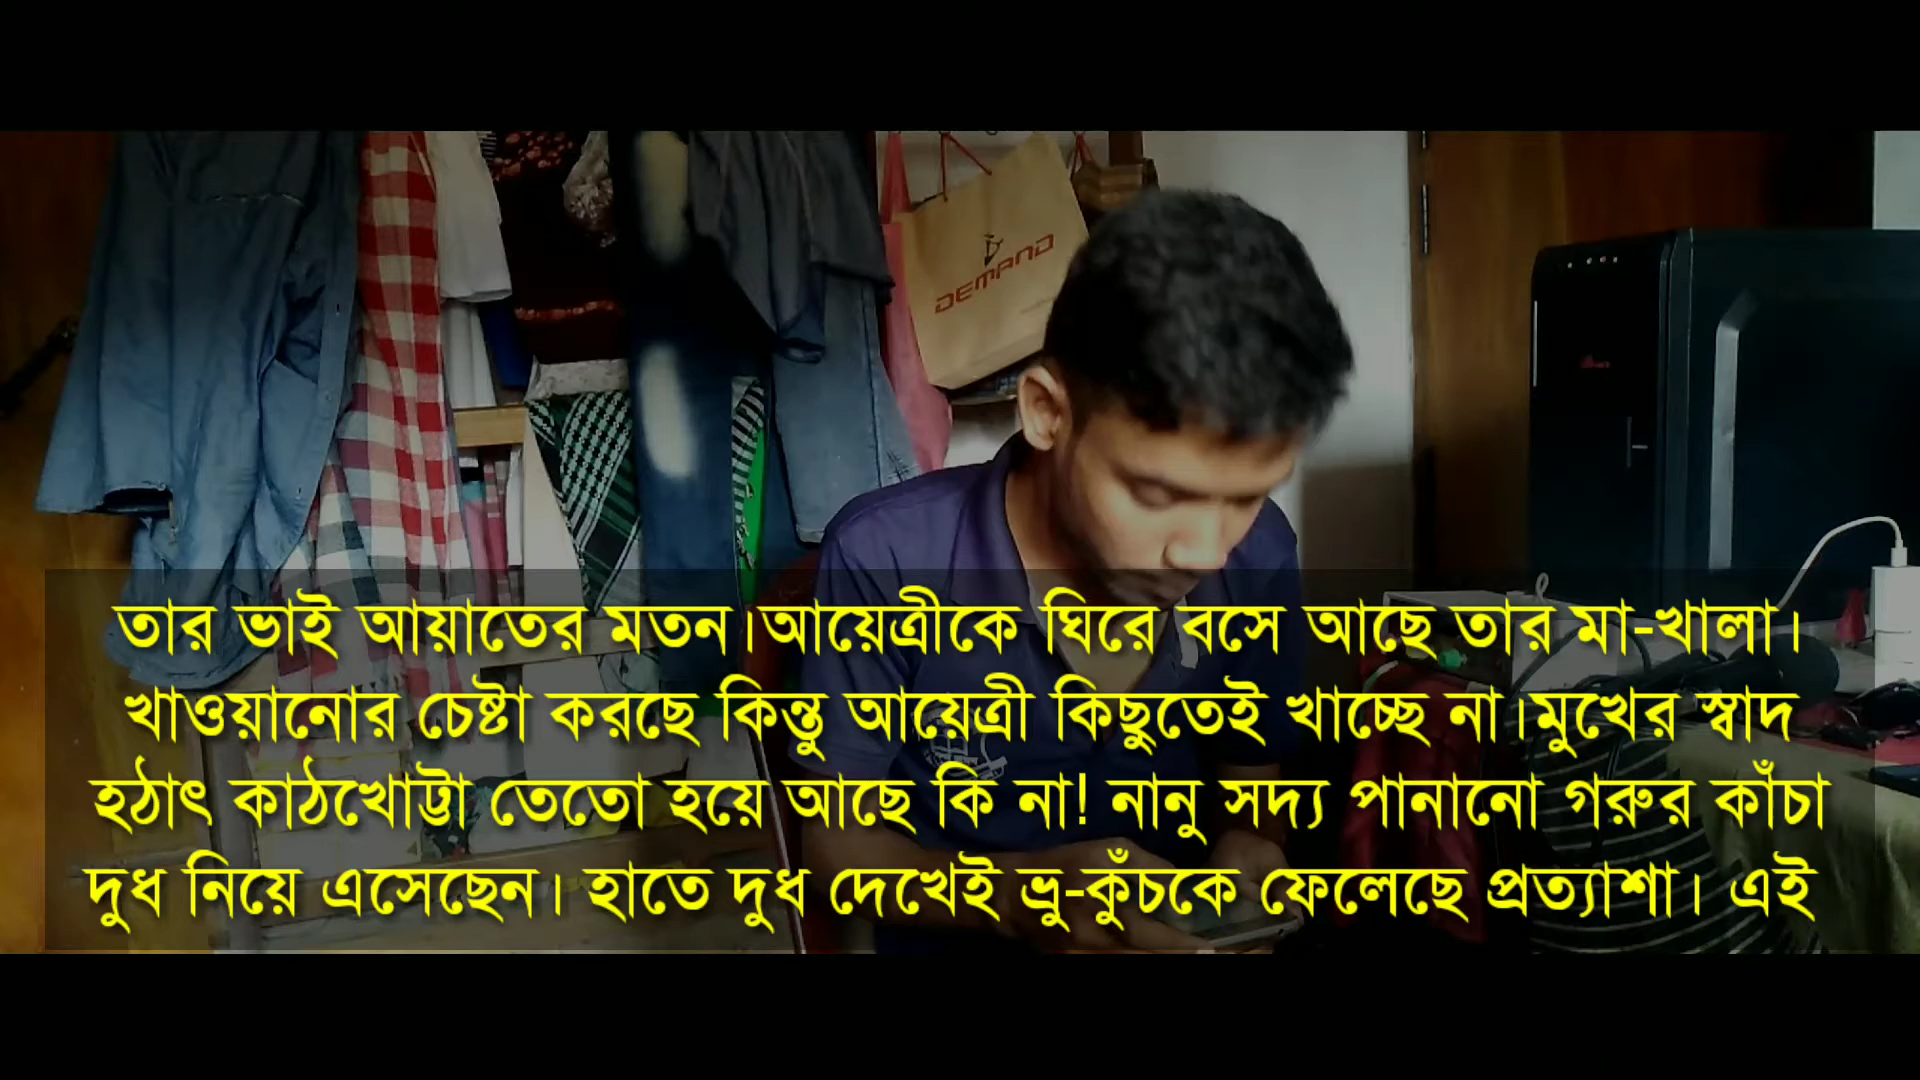 DEMAND
তার ভাই আয়াতের মতন।আয়েত্রীকে ঘিরে বসে আছে তার মা-খালা।
খাওয়ানোর চেষ্টা করছে কিন্তু আয়েত্রী কিছুতেই খাচ্ছে না।মুখের স্বাদ
হঠাৎ কাঠখোট্টা তেতো হয়ে আছে কি না! নানু সদ্য পানানো গরুর কাঁচা
দুধ নিয়ে এসেছেন। হাতে দুধ দেখেই ভ্রু-কুঁচকে ফেলেছে প্রত্যাশা। এই